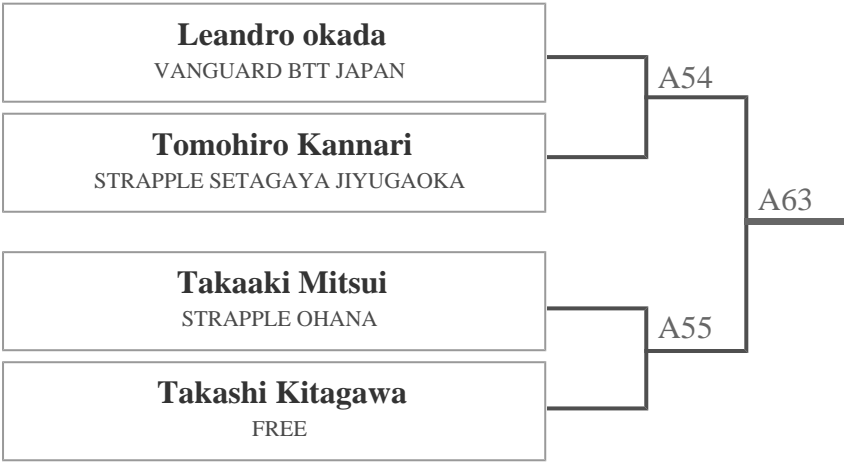 Leandro okada
VANGUARD BTT JAPAN
A54
Tomohiro Kannari
STRAPPLE SETAGAYA JIYUGAOKA
A63
Takaaki Mitsui
STRAPPLE OHANA
A55
Takashi Kitagawa
FREE